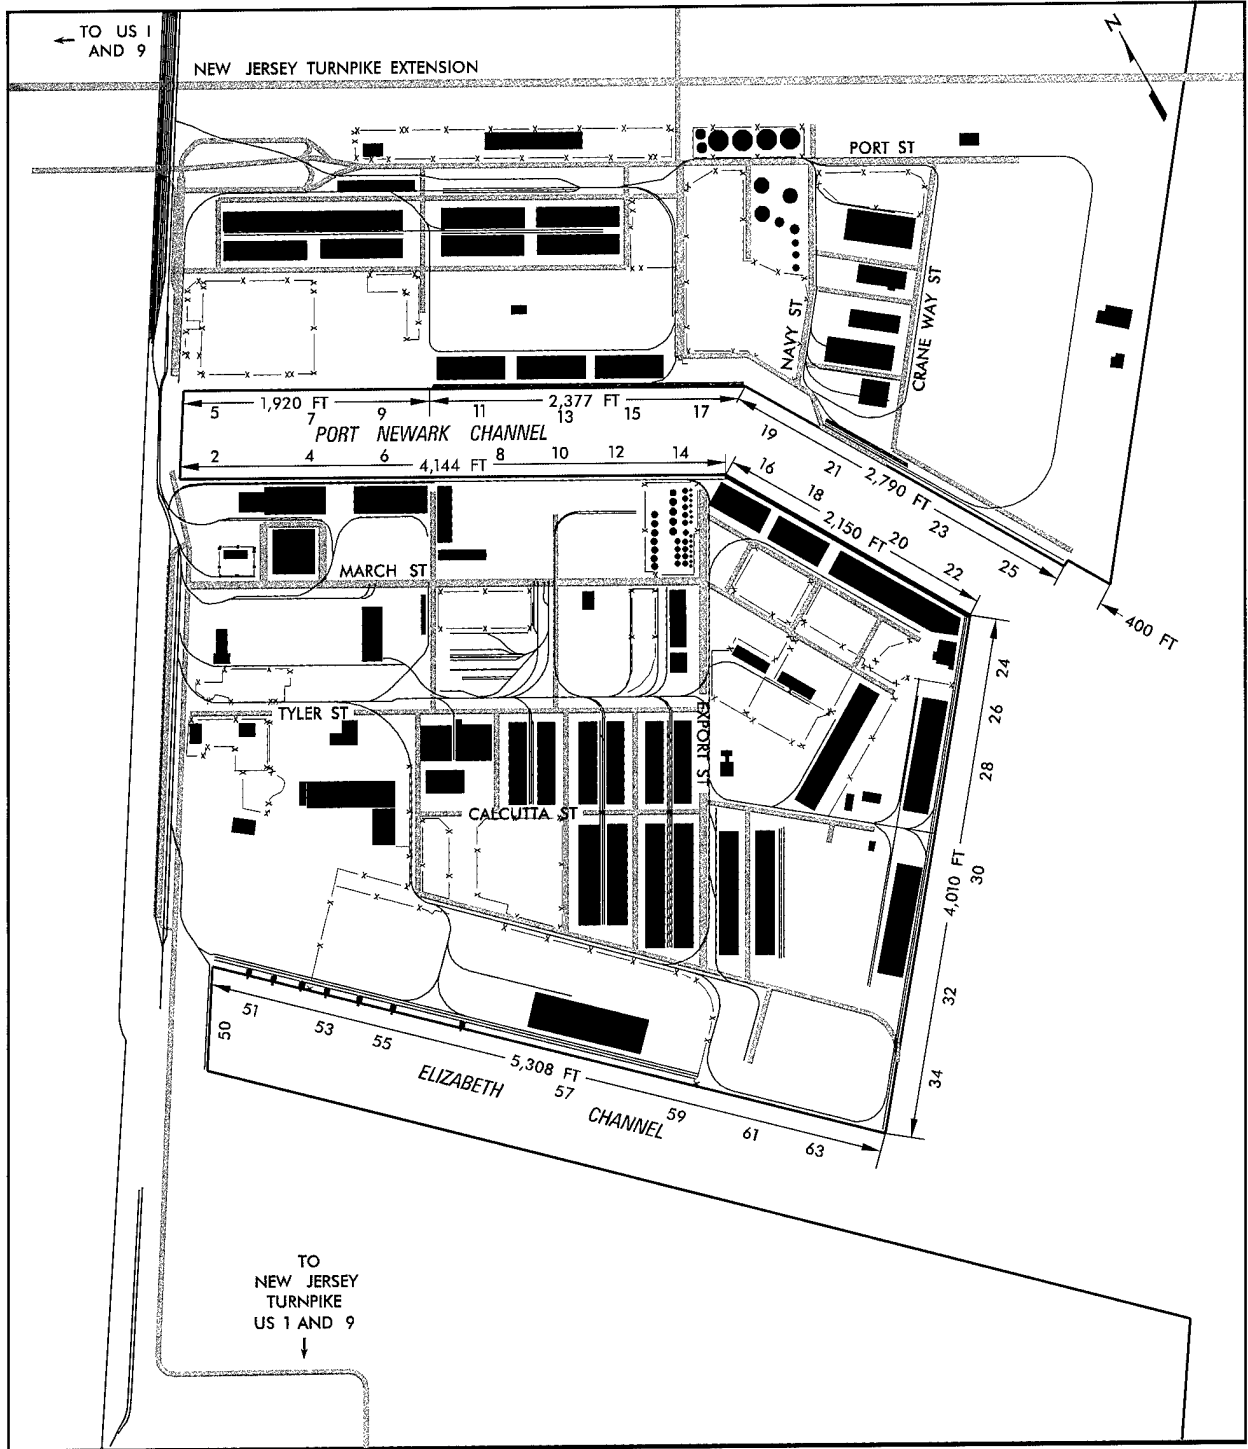 ← TO US 1
AND 9
N
NEW JERSEY TURNPIKE EXTENSION
PORT ST
NAVY ST
CRANE WAY ST
1,920 FT
2,377 FT
5
7
9
11
13
15
17
PORT NEWARK CHANNEL
2
4
6
8
10
12
14
4,144 FT
19
21
2,790 FT
23
25
400 FT
16
18
2,150 FT
20
22
MARCH ST
TYLER ST
EXPORT ST
CALCUTTA ST
24
26
28
4,010 FT
30
32
34
50
51
53
55
5,308 FT
57
59
61
63
ELIZABETH CHANNEL
TO
NEW JERSEY
TURNPIKE
US 1 AND 9
↓